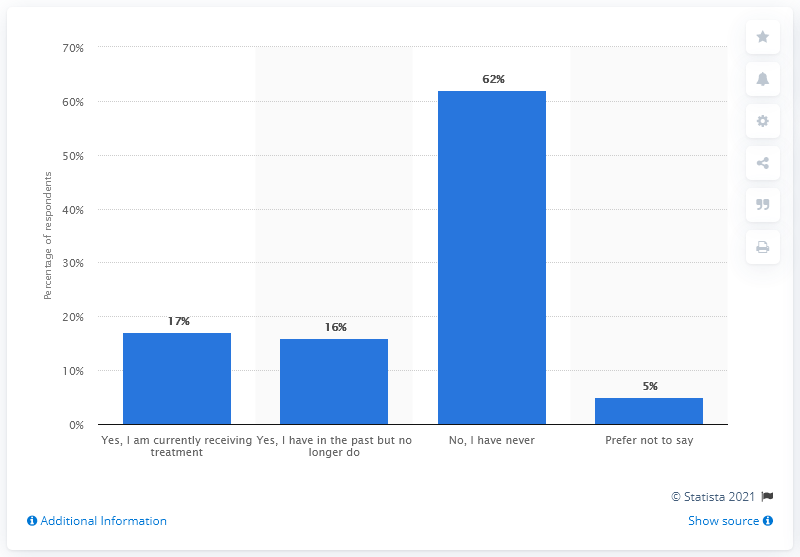 70%
60%
50%
40%
30%
20%
10%
0%
Percentage of respondents
17%
16%
62%
5%
Yes, I am currently receiving
treatment
Yes, I have in the past but no
longer do
No, I have never
Prefer not to say
© Statista 2021
Additional Information
Show source